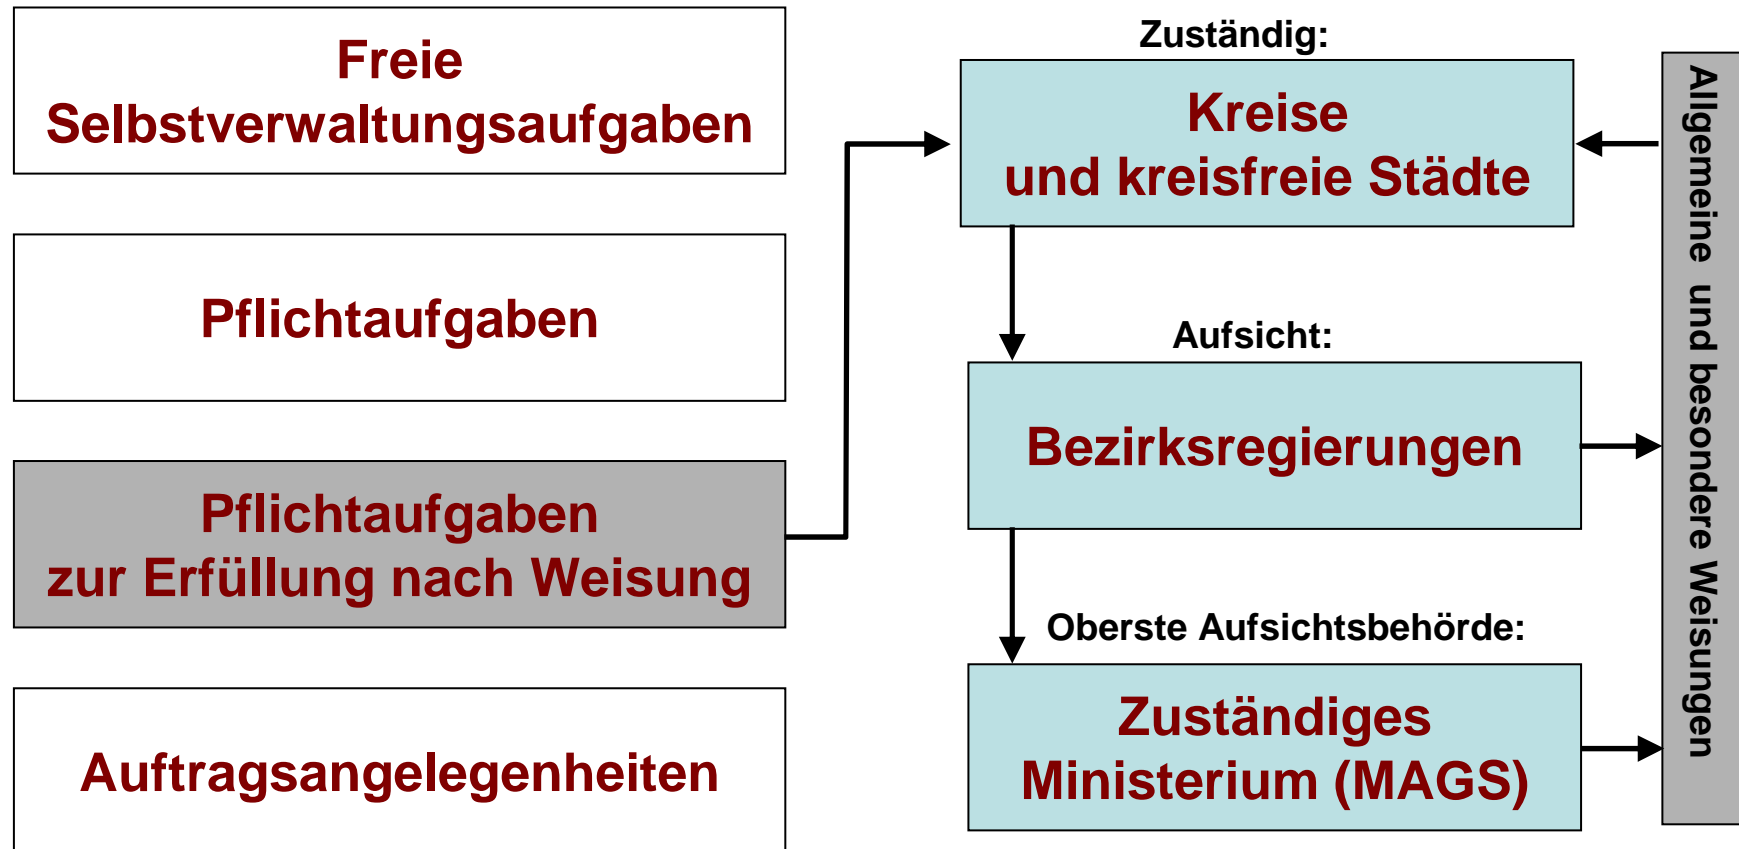 Freie
Selbstverwaltungsaufgaben
Pflichtaufgaben
Pflichtaufgaben
zur Erfüllung nach Weisung
Auftragsangelegenheiten
Zuständig:
Kreise
und kreisfreie Städte
Aufsicht:
Bezirksregierungen
Oberste Aufsichtsbehörde:
Zuständiges
Ministerium (MAGS)
Allgemeine und besondere Weisungen